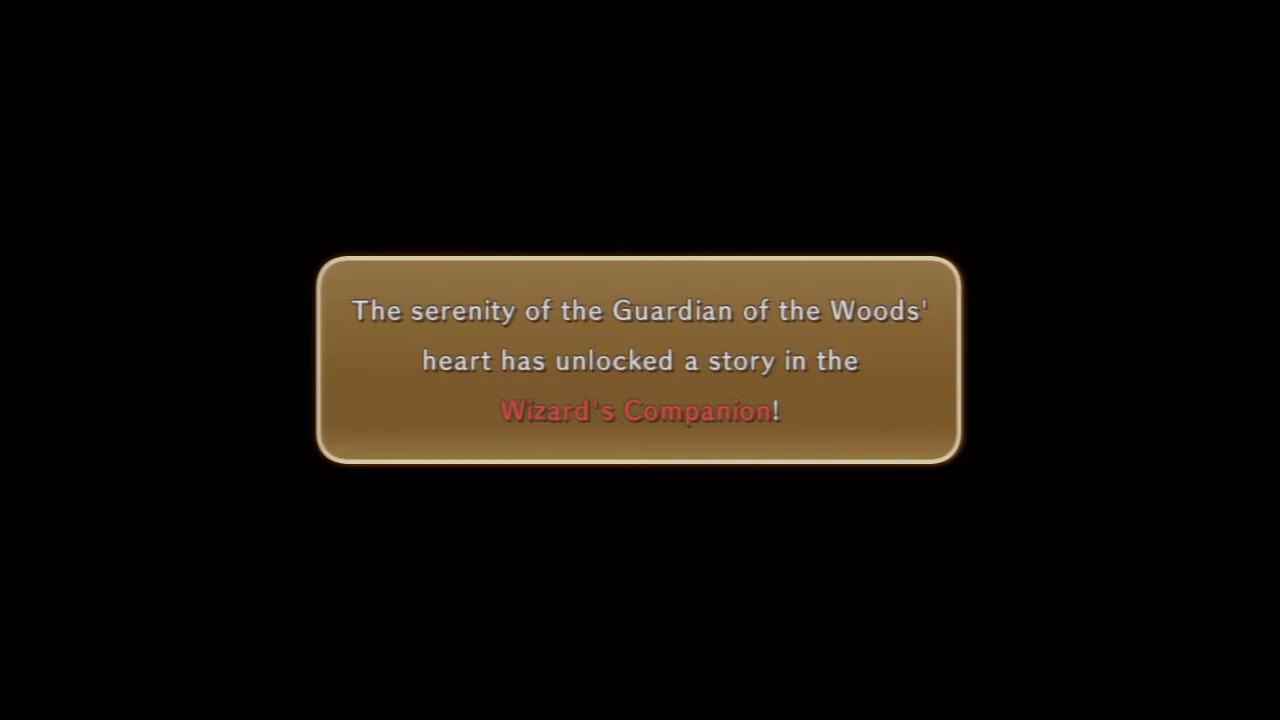 The serenity of the Guardian of the Woods'
heart has unlocked a story in the
Wizard's Companion!